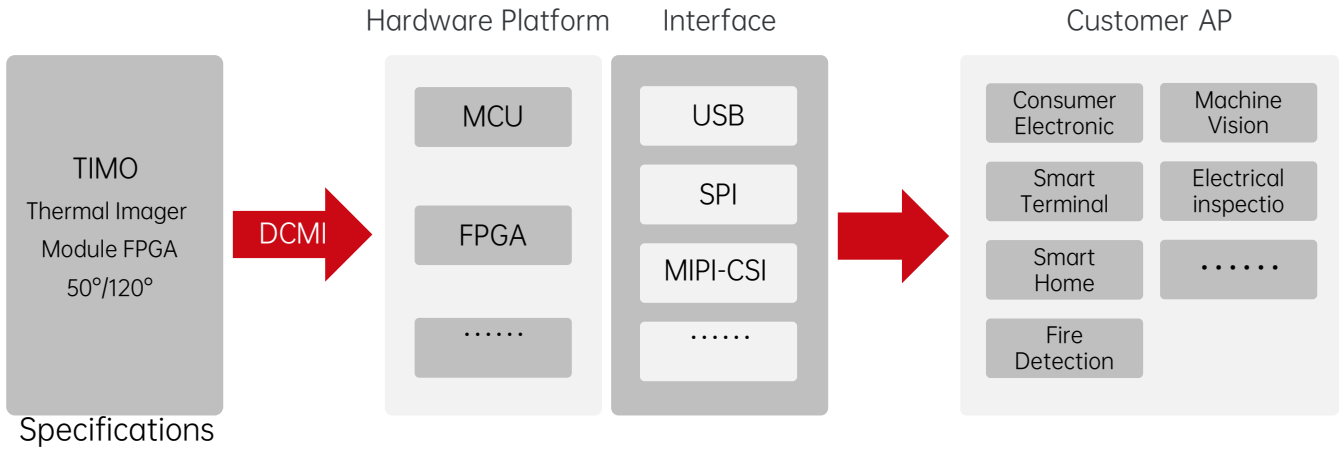 Hardware Platform
Interface
Customer AP
TIMO
Thermal Imager
Module FPGA
50°/120°
DCMI
MCU
FPGA
······
USB
SPI
MIPI-CSI
······
Consumer
Electronic
Machine
Vision
Smart
Terminal
Electrical
inspectio
Smart
Home
······
Fire
Detection
Specifications